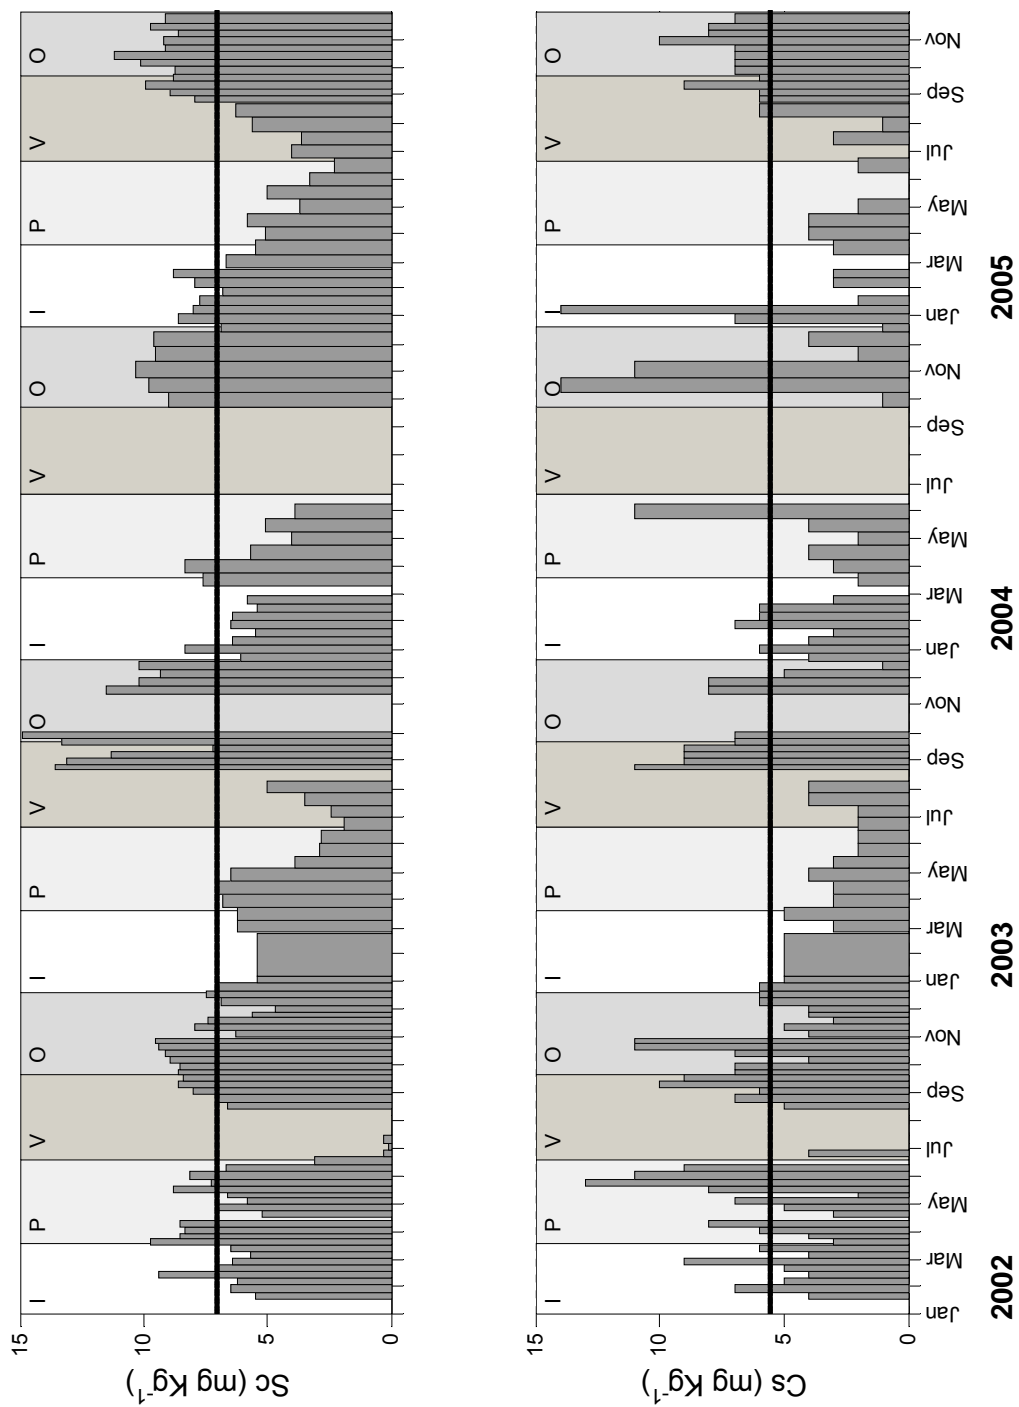 Sc (mg Kg-1)
15
10
5
0
I P V O I P V O I P V O I P V O
Cs (mg Kg-1)
15
10
5
0
I P V O I P V O I P V O I P V O
Jan Mar May Jul Sep Nov Jan Mar May Jul Sep Nov Jan Mar May Jul Sep Nov Jan Mar May Jul Sep Nov
2002 2003 2004 2005